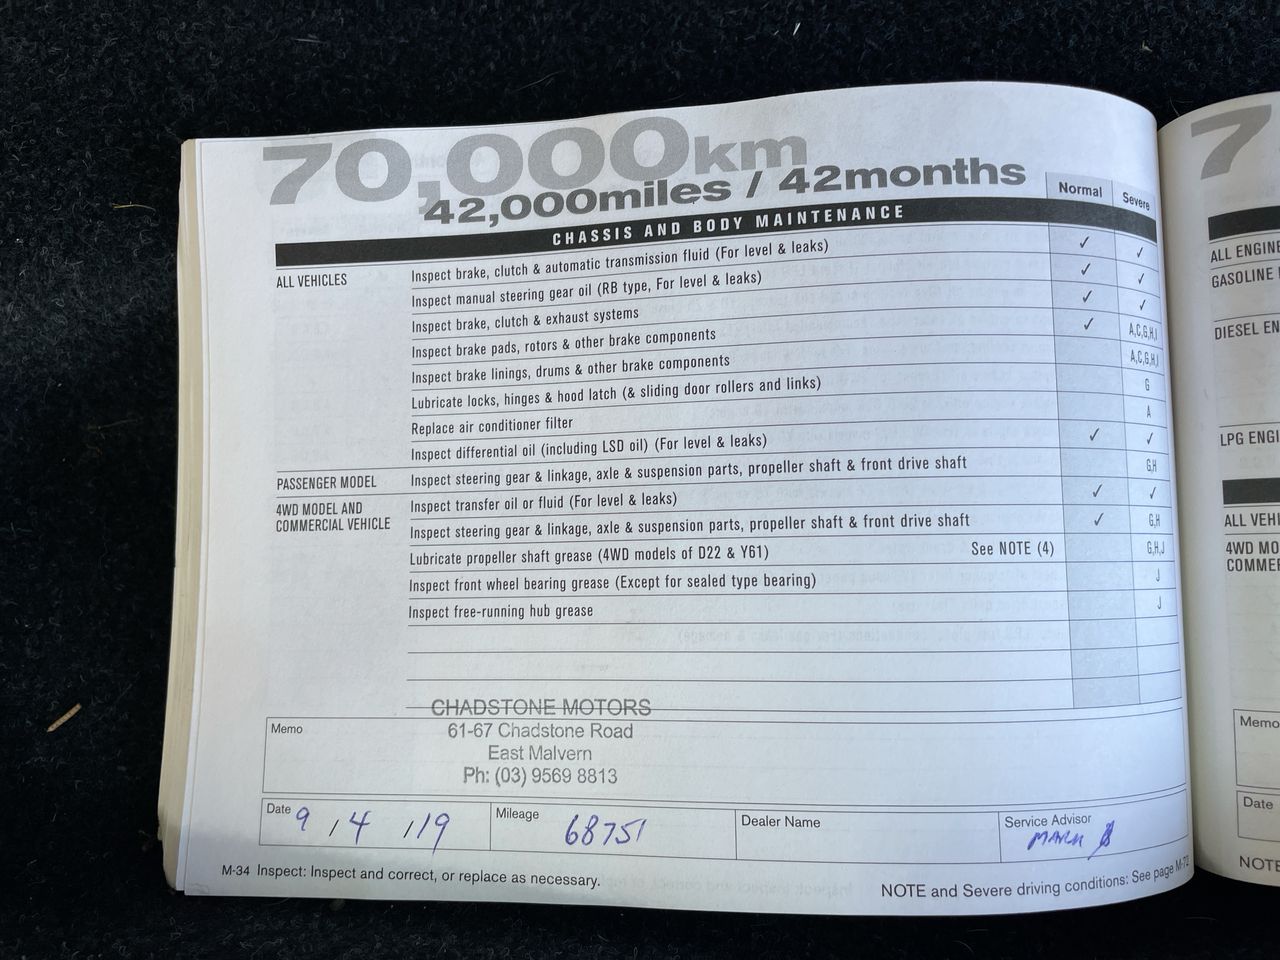 70,000km
42,000miles / 42months
Normal
Severe
CHASSIS AND BODY MAINTENANCE
ALL VEHICLES
Inspect brake, clutch & automatic transmission fluid (For level & leaks) ✓ ✓
Inspect manual steering gear oil (RB type, For level & leaks) ✓ ✓
Inspect brake, clutch & exhaust systems ✓ ✓
Inspect brake pads, rotors & other brake components ✓ A,C,G,H,I
Inspect brake linings, drums & other brake components A,C,G,H,I
Lubricate locks, hinges & hood latch (& sliding door rollers and links) G
Replace air conditioner filter A
Inspect differential oil (including LSD oil) (For level & leaks) ✓ ✓
PASSENGER MODEL
Inspect steering gear & linkage, axle & suspension parts, propeller shaft & front drive shaft G,H
4WD MODEL AND
COMMERCIAL VEHICLE
Inspect transfer oil or fluid (For level & leaks) ✓ ✓
Inspect steering gear & linkage, axle & suspension parts, propeller shaft & front drive shaft ✓ G,H
Lubricate propeller shaft grease (4WD models of D22 & Y61) See NOTE (4) G,H,J
Inspect front wheel bearing grease (Except for sealed type bearing) J
Inspect free-running hub grease J
CHADSTONE MOTORS
61-67 Chadstone Road
East Malvern
Ph: (03) 9569 8813
Memo
Date 9 / 4 / 19
Mileage 68751
Dealer Name
Service Advisor
MARK
M-34 Inspect: Inspect and correct, or replace as necessary.
NOTE and Severe driving conditions: See page M-72
7
ALL ENGINE
GASOLINE
DIESEL EN
LPG ENGI
ALL VEHI
4WD MO
COMMER
Memo
Date
NOTE